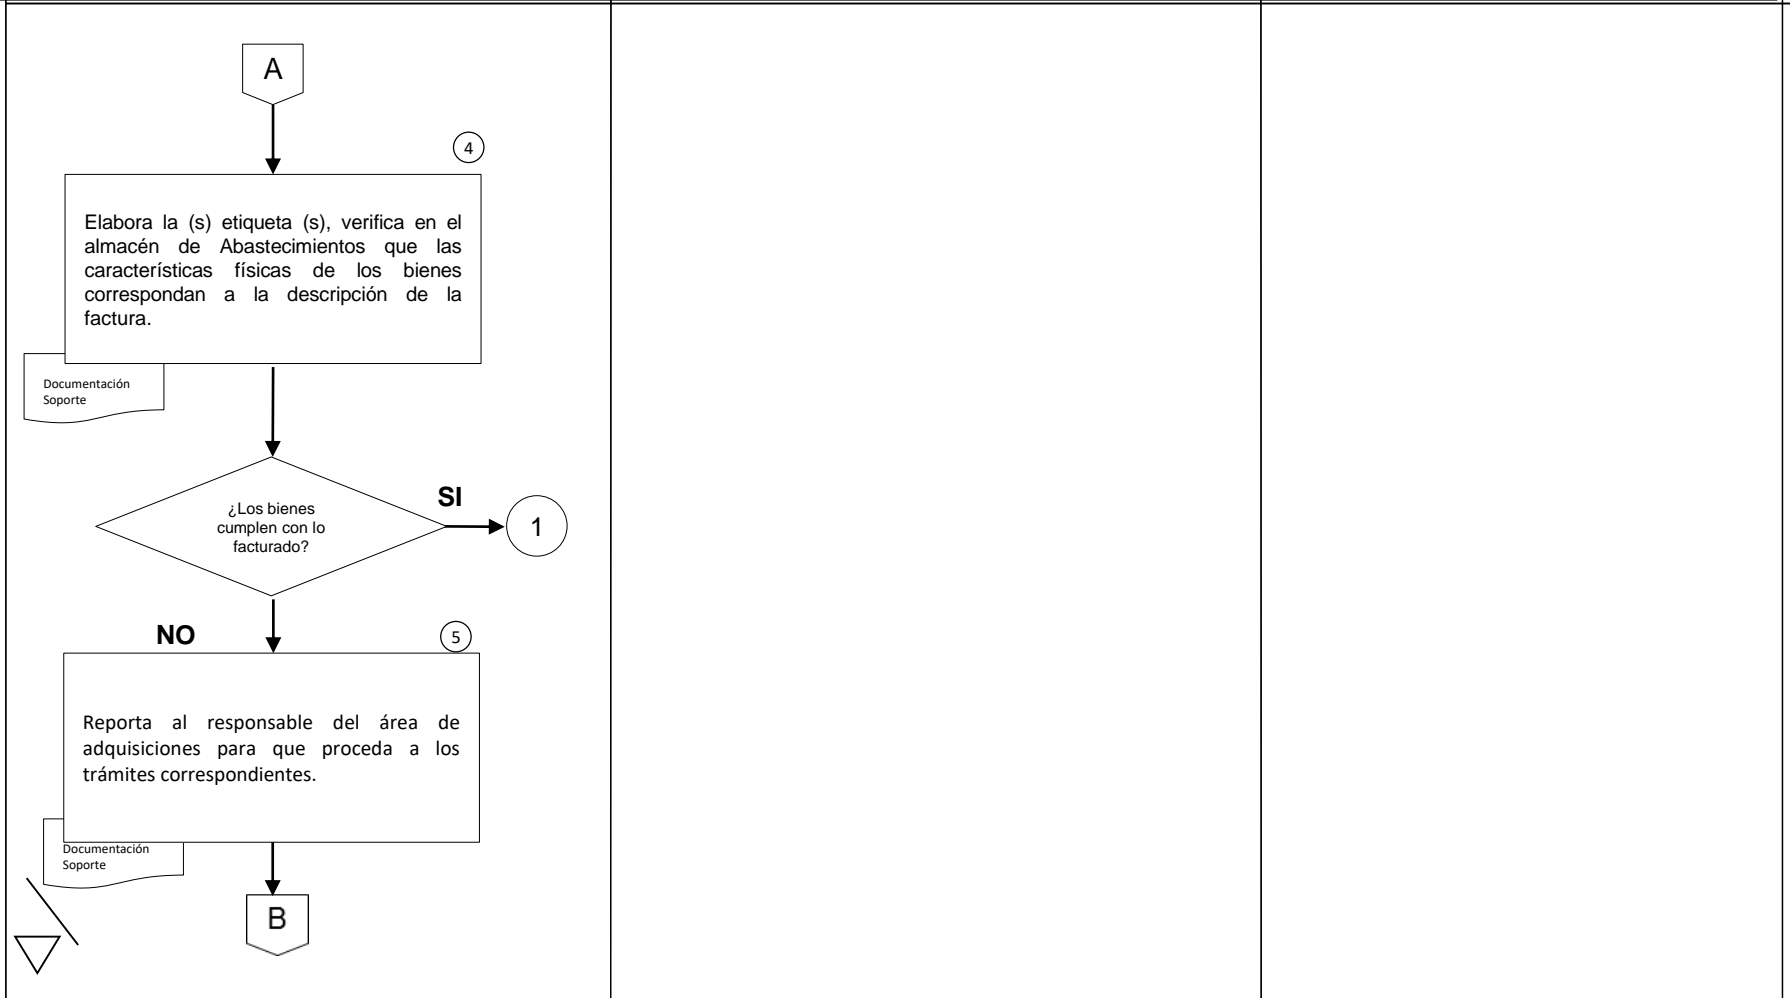 A
4
Elabora la (s) etiqueta (s), verifica en el
almacén de Abastecimientos que las
características físicas de los bienes
correspondan a la descripción de la
factura.
Documentación
Soporte
¿Los bienes
cumplen con lo
facturado?
SI
1
NO
5
Reporta al responsable del área de
adquisiciones para que proceda a los
trámites correspondientes.
Documentación
Soporte
B